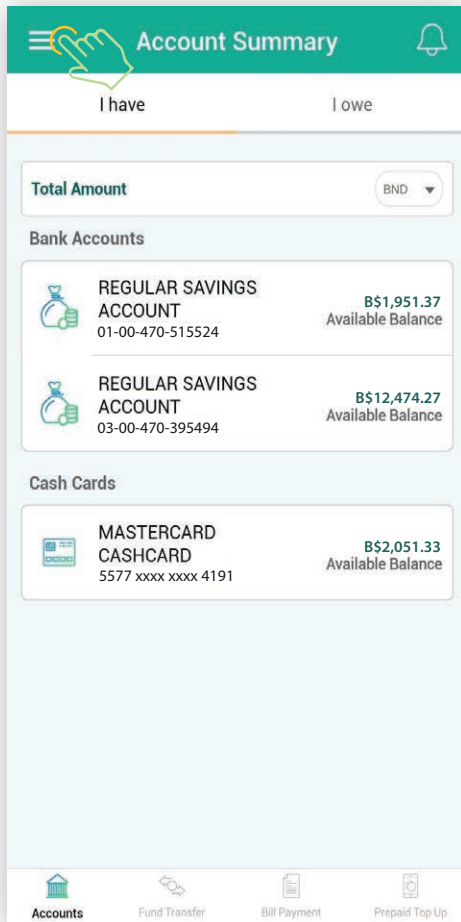 Account Summary
I have
I owe
Total Amount
BND
Bank Accounts
REGULAR SAVINGS
ACCOUNT
01-00-470-515524
B$1,951.37
Available Balance
REGULAR SAVINGS
ACCOUNT
03-00-470-395494
B$12,474.27
Available Balance
Cash Cards
MASTERCARD
CASHCARD
5577 xxxx xxxx 4191
B$2,051.33
Available Balance
Accounts
Fund Transfer
Bill Payment
Prepaid Top Up